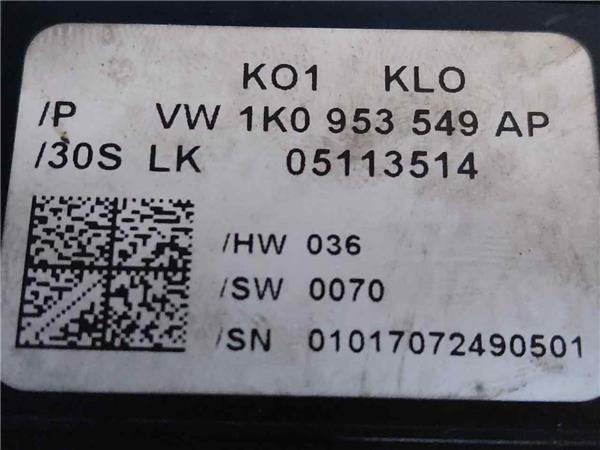 KO1 KLO
/P VW 1K0 953 549 AP
/30S LK 05113514
/HW 036
/SW 0070
/SN 01017072490501